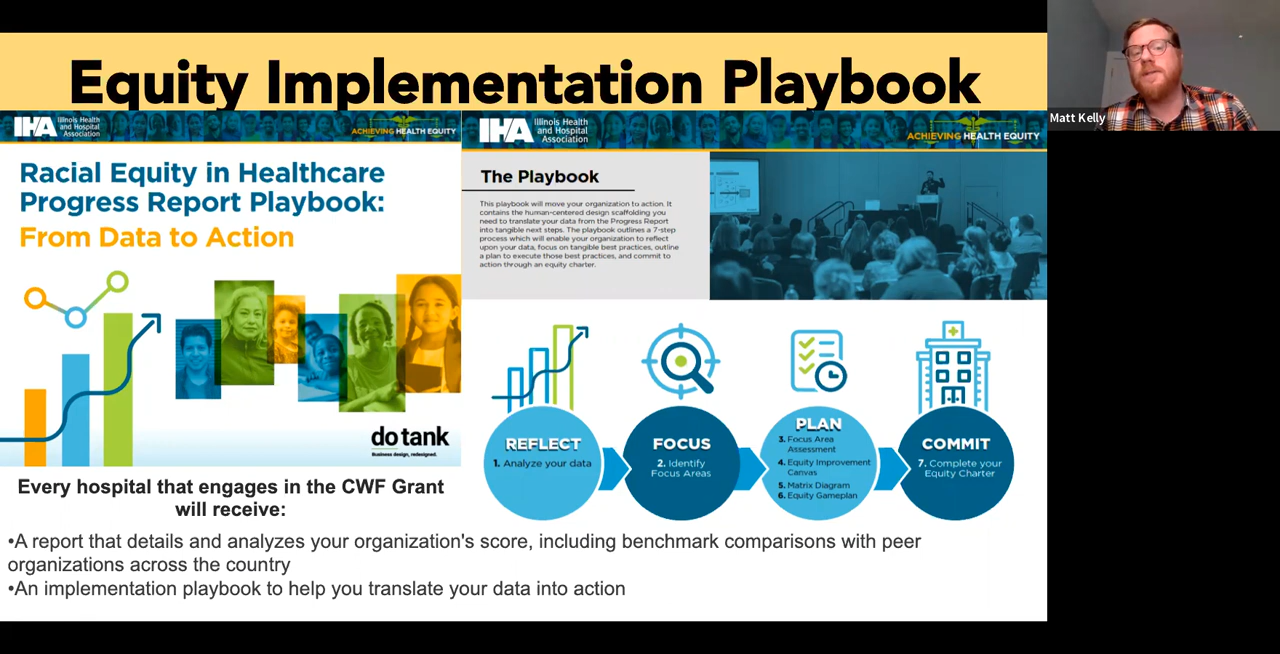 Equity Implementation Playbook
Matt Kelly
IHA Illinois Health
and Hospital
Association
ACHIEVING HEALTH EQUITY
Racial Equity in Healthcare
Progress Report Playbook:
From Data to Action
do tank
Business design, redesigned.
IHA Illinois Health
and Hospital
Association
ACHIEVING HEALTH EQUITY
The Playbook
This playbook will move your organization to action. It
contains the human-centered design scaffolding you
need to translate your data from the Progress Report
into tangible next steps. The playbook outlines a 7-step
process which will enable your organization to reflect
upon your data, focus on tangible best practices, outline
a plan to execute those best practices, and commit to
action through an equity charter.
REFLECT
1. Analyze your data
FOCUS
2. Identify
Focus Areas
PLAN
3. Focus Area
Assessment
4. Equity Improvement
Canvas
5. Matrix Diagram
6. Equity Gameplan
COMMIT
7. Complete your
Equity Charter
Every hospital that engages in the CWF Grant
will receive:
•A report that details and analyzes your organization's score, including benchmark comparisons with peer
organizations across the country
•An implementation playbook to help you translate your data into action